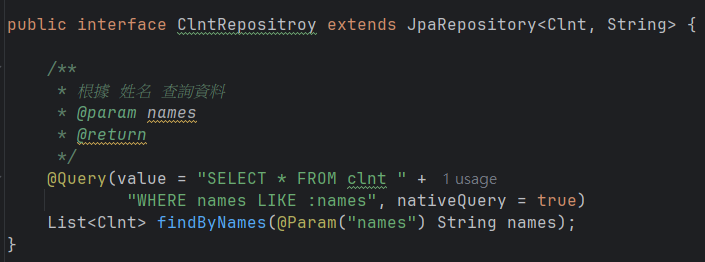 public interface ClntRepositroy extends JpaRepository<Clnt, String> {
/**
* 根據 姓名 查詢資料
* @param names
* @return
*/
@Query(value = "SELECT * FROM clnt " + 1 usage
"WHERE names LIKE :names", nativeQuery = true)
List<Clnt> findByNames(@Param("names") String names);
}